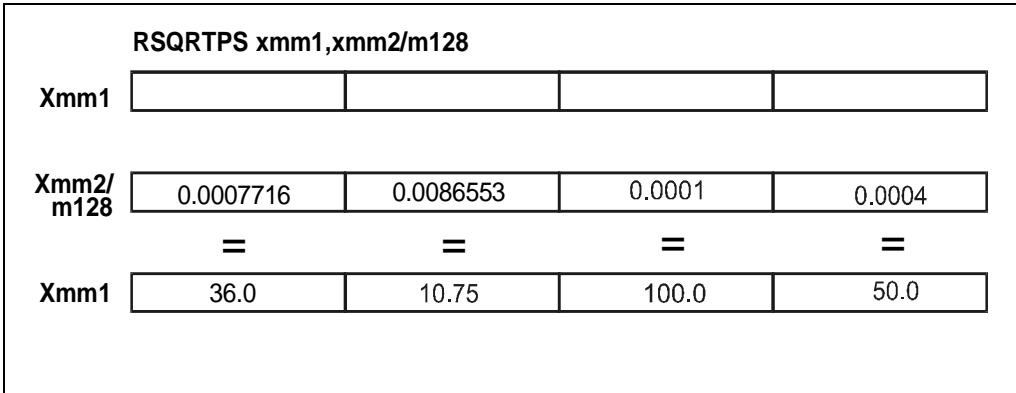 RSQRTPS xmm1,xmm2/m128
Xmm1
Xmm2/
m128
0.0007716 0.0086553 0.0001 0.0004
= = = =
Xmm1 36.0 10.75 100.0 50.0